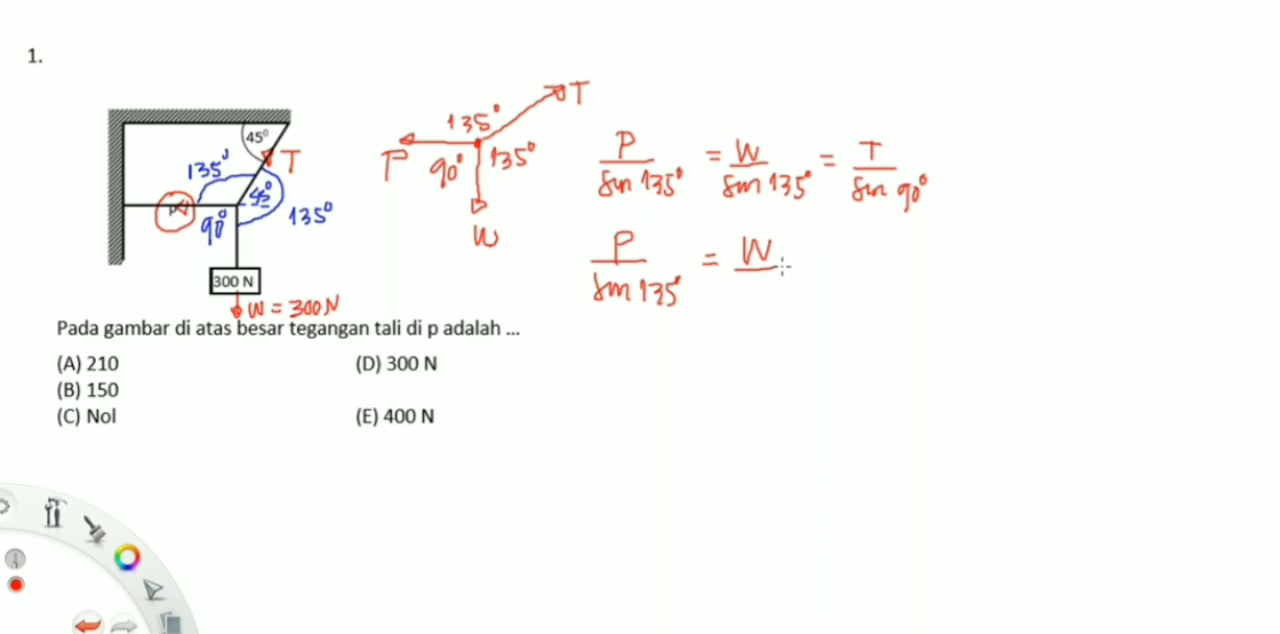 1.
45°
T
135°
P
90°
45°
135°
300 N
W = 300 N
135°
T
P
90°
135°
W
P / sin 135° = W / sin 135° = T / sin 90°
P / sin 135° = W
Pada gambar di atas besar tegangan tali di p adalah ...
(A) 210
(D) 300 N
(B) 150
(C) Nol
(E) 400 N